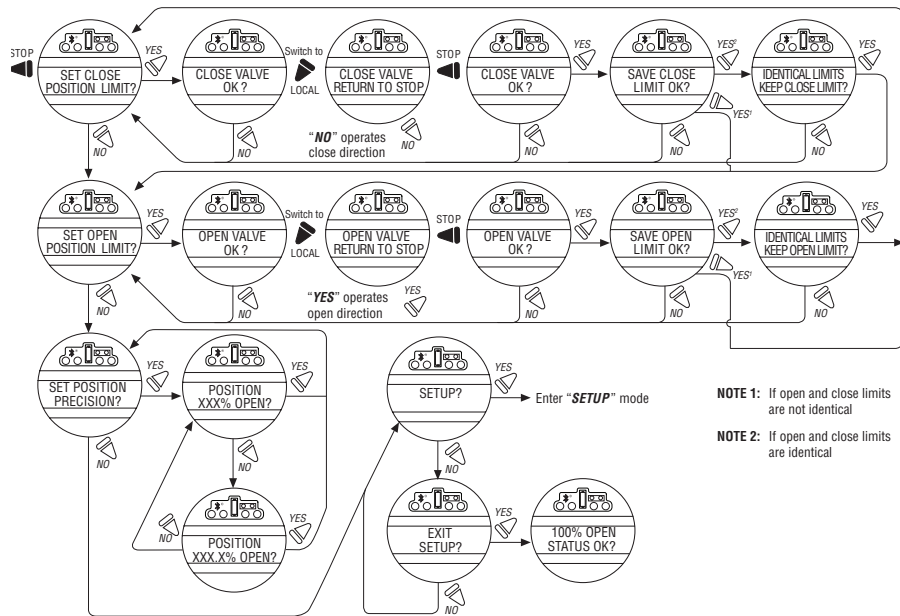 STOP
SET CLOSE
POSITION LIMIT?
YES
NO
CLOSE VALVE
OK ?
NO
Switch to
LOCAL
CLOSE VALVE
RETURN TO STOP
NO
"NO" operates
close direction
STOP
CLOSE VALVE
OK ?
YES
NO
SAVE CLOSE
LIMIT OK?
YES²
YES¹
NO
IDENTICAL LIMITS
KEEP CLOSE LIMIT?
YES
NO
SET OPEN
POSITION LIMIT?
YES
NO
OPEN VALVE
OK ?
NO
Switch to
LOCAL
OPEN VALVE
RETURN TO STOP
YES
"YES" operates
open direction
STOP
OPEN VALVE
OK ?
YES
NO
SAVE OPEN
LIMIT OK?
YES²
YES¹
NO
IDENTICAL LIMITS
KEEP OPEN LIMIT?
YES
NO
SET POSITION
PRECISION?
YES
NO
POSITION
XXX% OPEN?
YES
NO
POSITION
XXX.X% OPEN?
YES
NO
SETUP?
YES
Enter "SETUP" mode
NO
EXIT
SETUP?
YES
NO
100% OPEN
STATUS OK?
NOTE 1: If open and close limits
are not identical
NOTE 2: If open and close limits
are identical